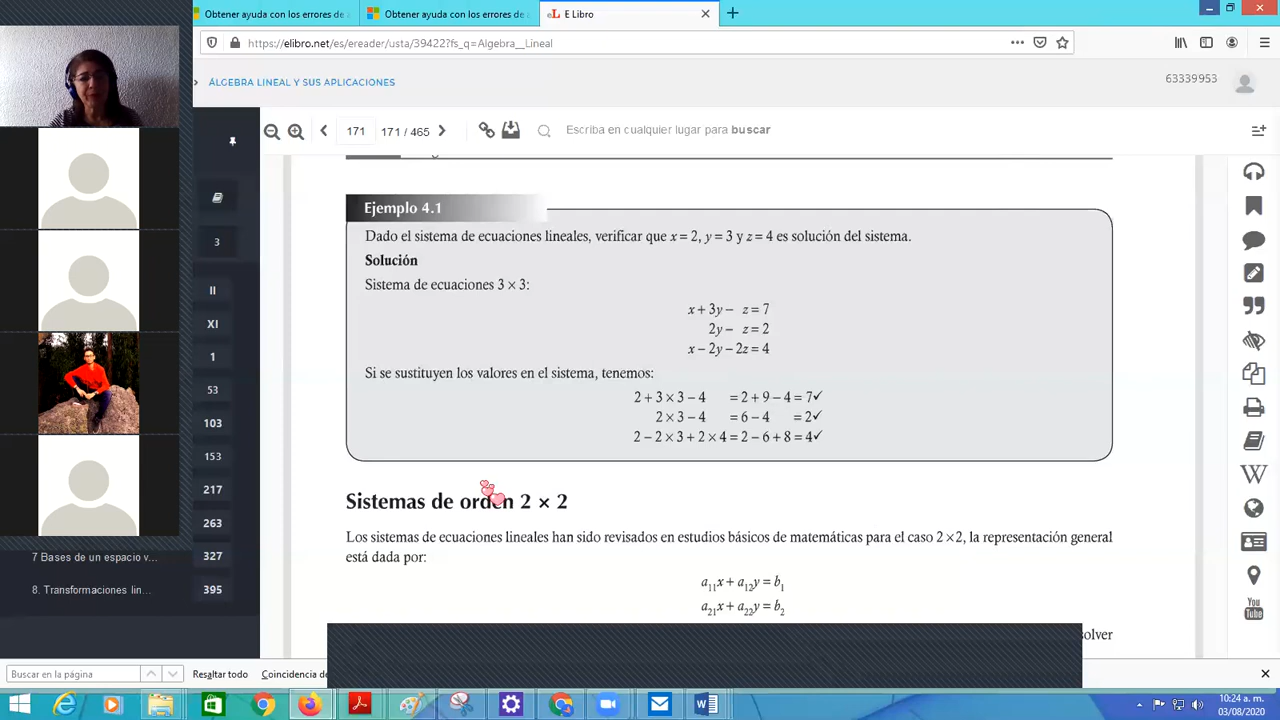 Obtener ayuda con los errores de
Obtener ayuda con los errores de
E Libro
https://elibro.net/es/ereader/usta/39422?fs_q=Algebra__Lineal
ÁLGEBRA LINEAL Y SUS APLICACIONES
63339953
171
171 / 465
Escriba en cualquier lugar para buscar
3
II
XI
1
53
103
153
217
263
7 Bases de un espacio v...
327
8. Transformaciones lin...
395
Ejemplo 4.1
Dado el sistema de ecuaciones lineales, verificar que x = 2, y = 3 y z = 4 es solución del sistema.
Solución
Sistema de ecuaciones 3 × 3:
x + 3y – z = 7
2y – z = 2
x – 2y – 2z = 4
Si se sustituyen los valores en el sistema, tenemos:
2 + 3 × 3 – 4 = 2 + 9 – 4 = 7✓
2 × 3 – 4 = 6 – 4 = 2✓
2 – 2 × 3 + 2 × 4 = 2 – 6 + 8 = 4✓
Sistemas de orden 2 × 2
Los sistemas de ecuaciones lineales han sido revisados en estudios básicos de matemáticas para el caso 2×2, la representación general
está dada por:
a₁₁x + a₁₂y = b₁
a₂₁x + a₂₂y = b₂
solver
Buscar en la página
Resaltar todo
Coincidencia de
You
Tube
W
10:24 a.m.
03/08/2020